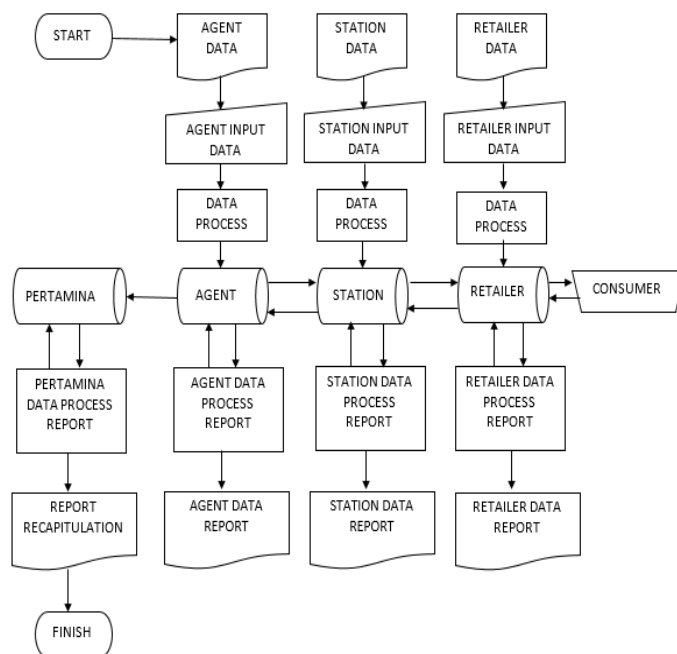 START
AGENT
DATA
STATION
DATA
RETAILER
DATA
AGENT INPUT
DATA
STATION INPUT
DATA
RETAILER INPUT
DATA
DATA
PROCESS
DATA
PROCESS
DATA
PROCESS
PERTAMINA
AGENT
STATION
RETAILER
CONSUMER
PERTAMINA
DATA PROCESS
REPORT
AGENT DATA
PROCESS
REPORT
STATION DATA
PROCESS
REPORT
RETAILER DATA
PROCESS
REPORT
REPORT
RECAPITULATION
AGENT DATA
REPORT
STATION DATA
REPORT
RETAILER DATA
REPORT
FINISH